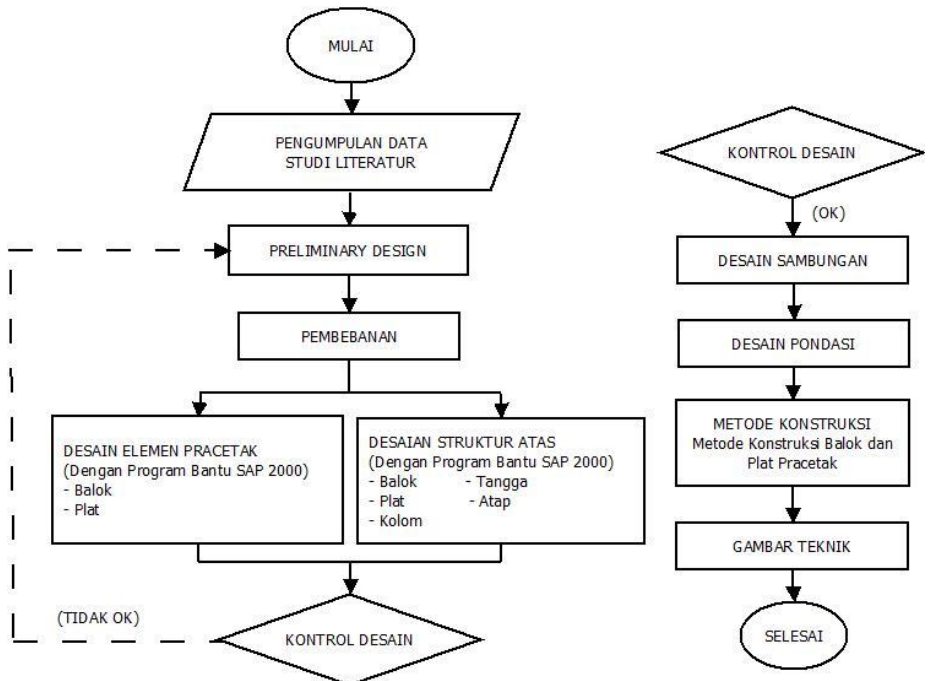 MULAI
PENGUMPULAN DATA
STUDI LITERATUR
PRELIMINARY DESIGN
PEMBEBANAN
DESAIN ELEMEN PRACETAK
(Dengan Program Bantu SAP 2000)
- Balok
- Plat
DESAIAN STRUKTUR ATAS
(Dengan Program Bantu SAP 2000)
- Balok - Tangga
- Plat - Atap
- Kolom
(TIDAK OK)
KONTROL DESAIN
KONTROL DESAIN
(OK)
DESAIN SAMBUNGAN
DESAIN PONDASI
METODE KONSTRUKSI
Metode Konstruksi Balok dan
Plat Pracetak
GAMBAR TEKNIK
SELESAI